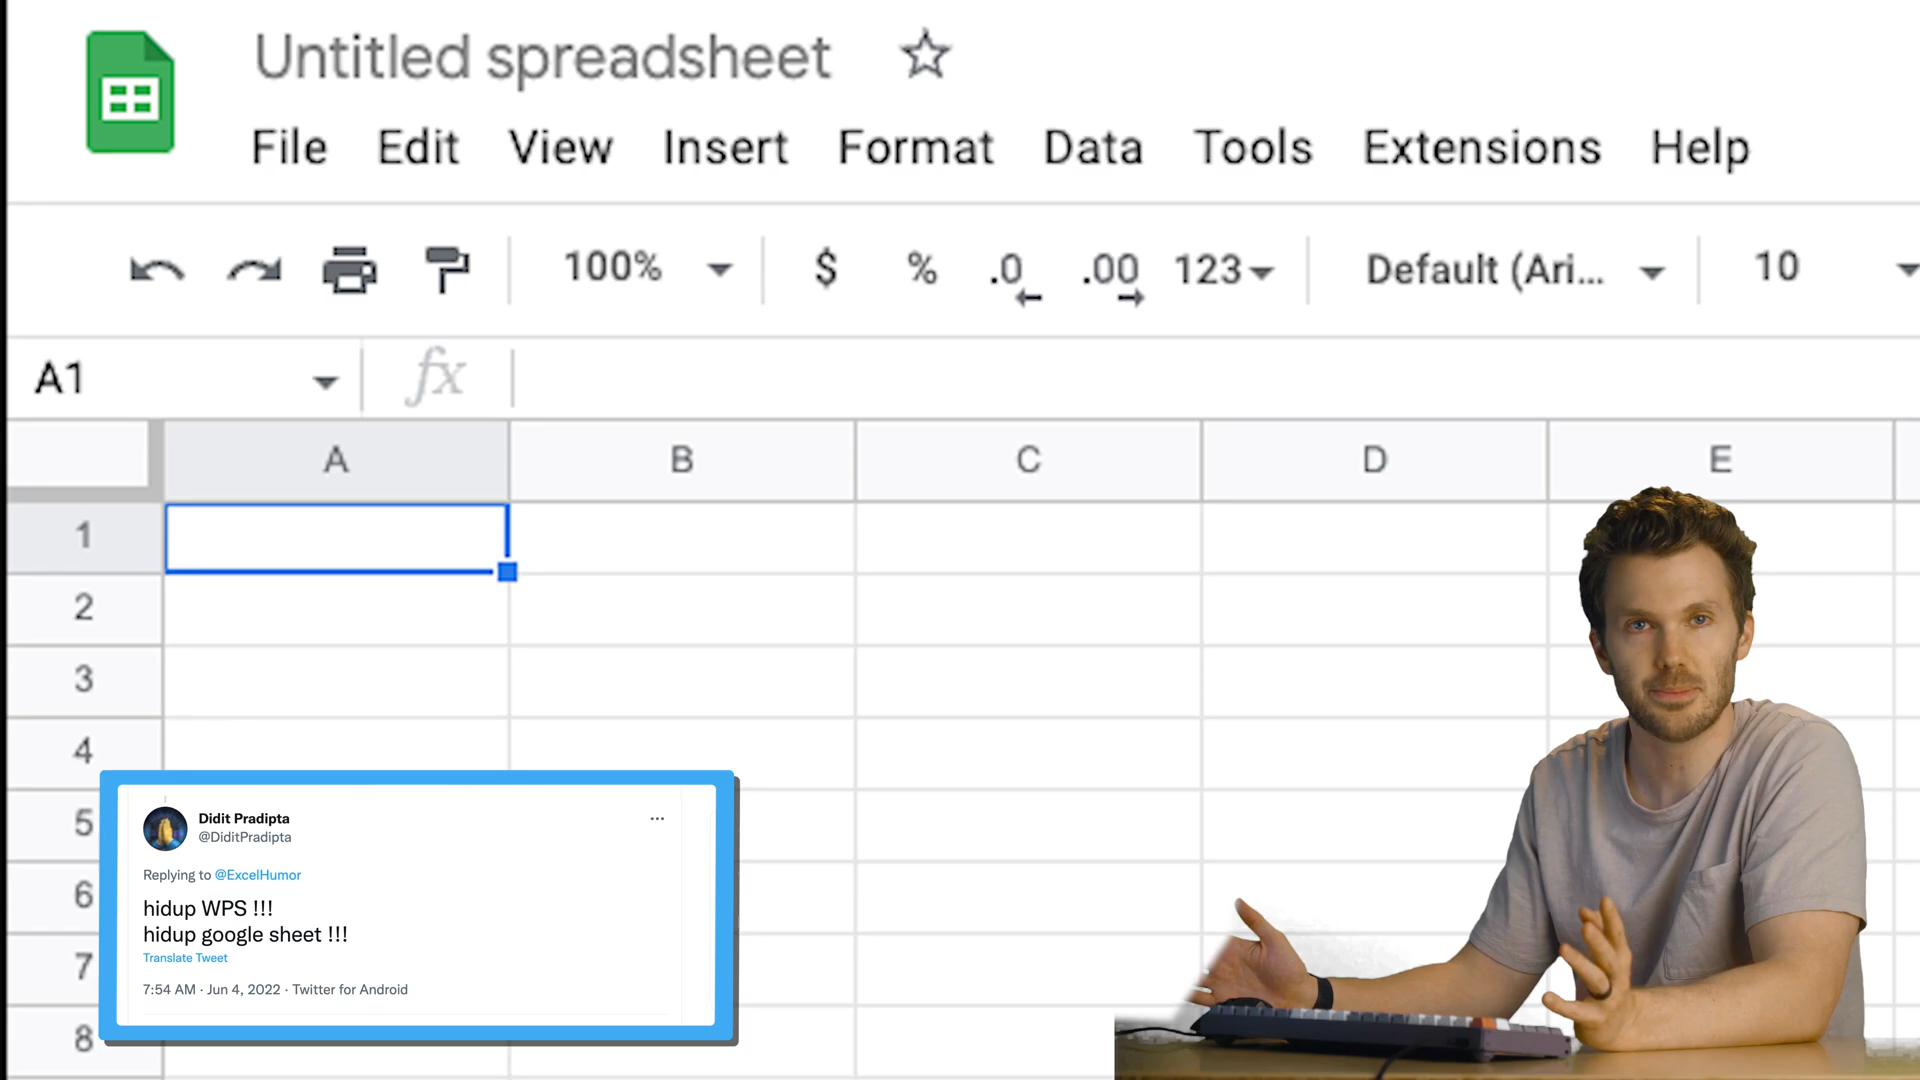 Untitled spreadsheet
File Edit View Insert Format Data Tools Extensions Help
100% $ % .0 .00 123 Default (Ari... 10
A1 fx
A B C D E
1
2
3
4
5
6
7
8
Didit Pradipta
@DiditPradipta
Replying to @ExcelHumor
hidup WPS !!!
hidup google sheet !!!
Translate Tweet
7:54 AM · Jun 4, 2022 · Twitter for Android